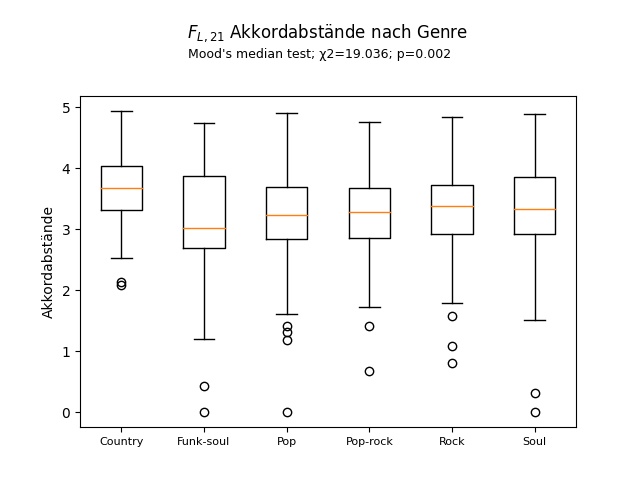 F_L,21 Akkordabstände nach Genre
Mood's median test; χ2=19.036; p=0.002
Akkordabstände
5
4
3
2
1
0
Country Funk-soul Pop Pop-rock Rock Soul